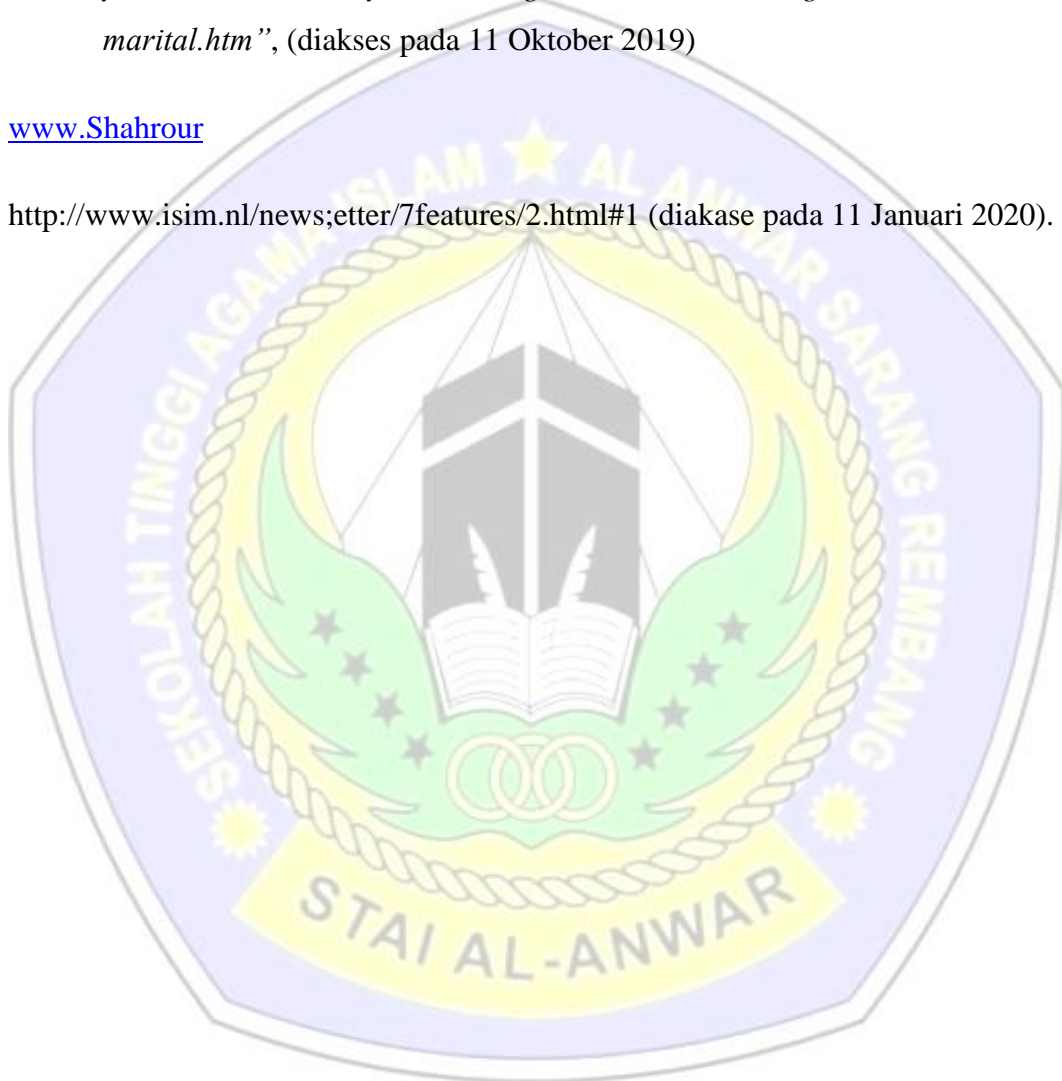 marital.htm”, (diakses pada 11 Oktober 2019)
www.Shahrour
http://www.isim.nl/news;etter/7features/2.html#1 (diakase pada 11 Januari 2020).
SEKOLAH TINGGI AGAMA ISLAM AL ANWAR SARANG REMBANG
STAI AL-ANWAR